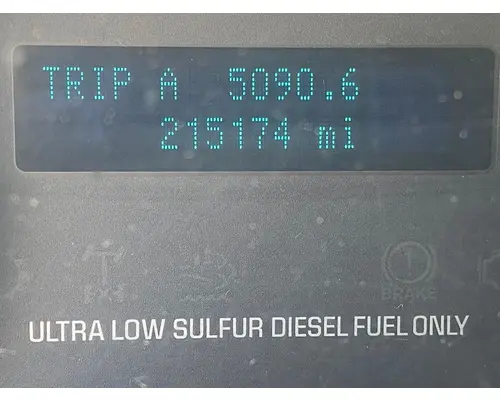 TRIP A 5090.6
215174 mi
BRAKE
ULTRA LOW SULFUR DIESEL FUEL ONLY